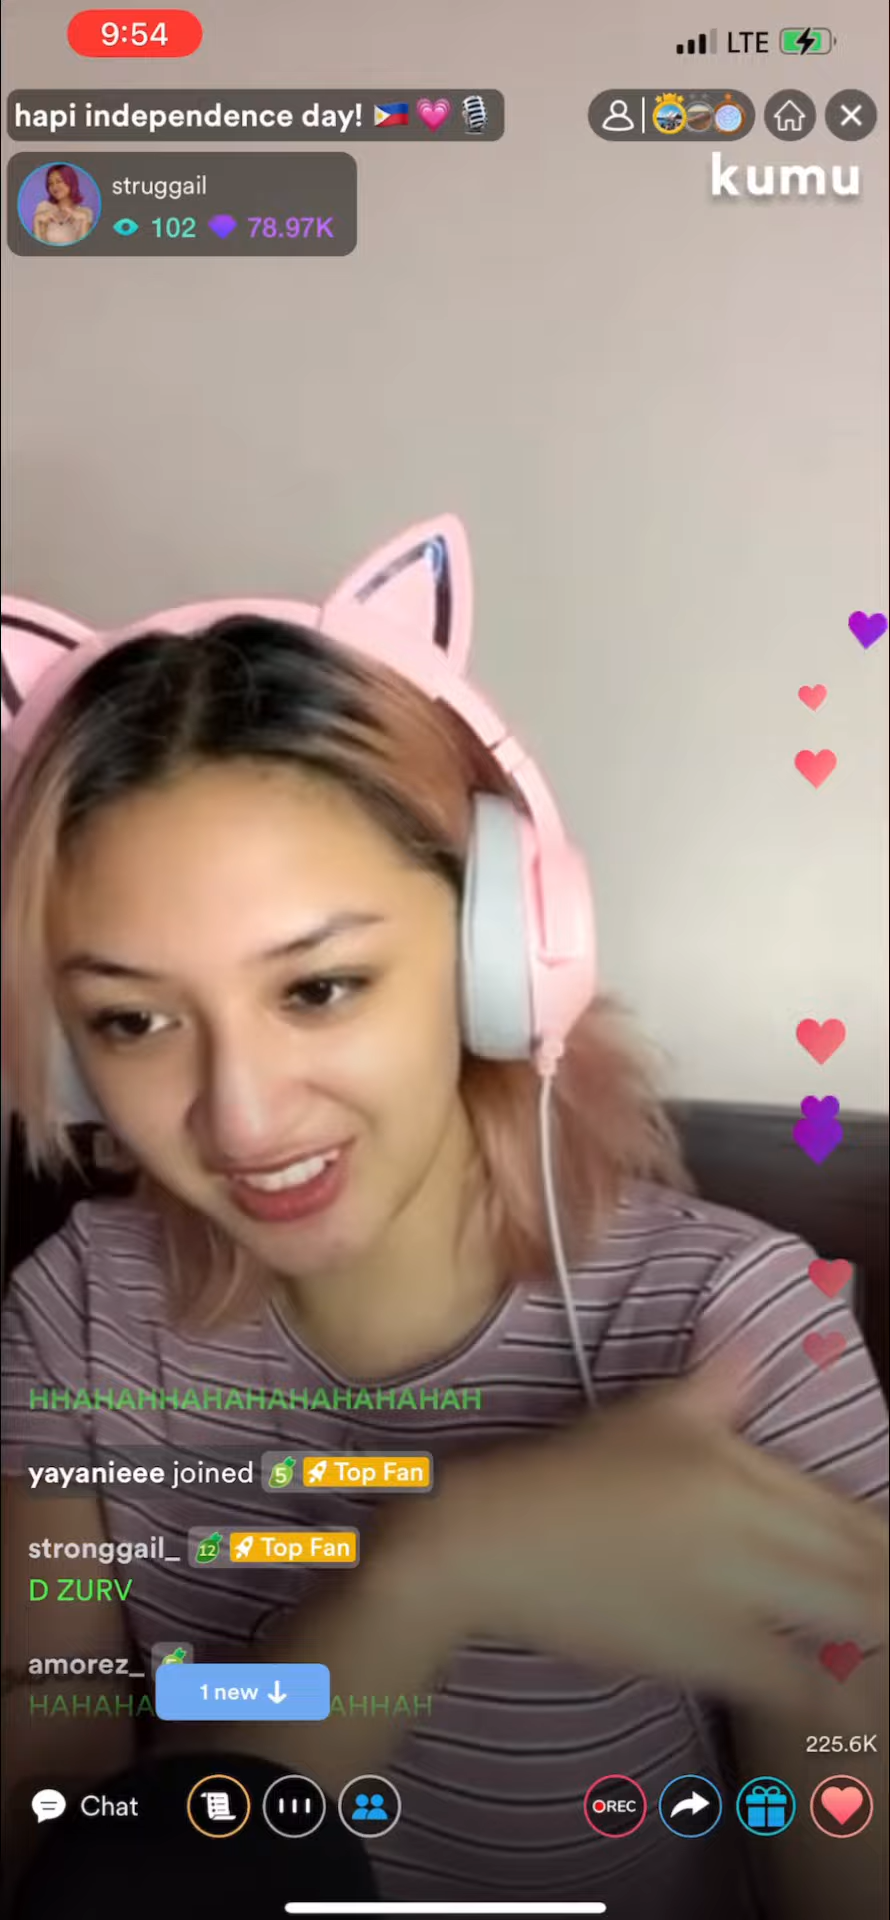 9:54
LTE
hapi independence day! 🇵🇭💗🎙️
kumu
struggail
102 78.97K
HHAHAHHAHAHAHAHAHAHAH
yayanieee joined 5 Top Fan
stronggail_ 12 Top Fan
D ZURV
amorez_
HAHAHA AHHAH
1 new ↓
225.6K
Chat
REC